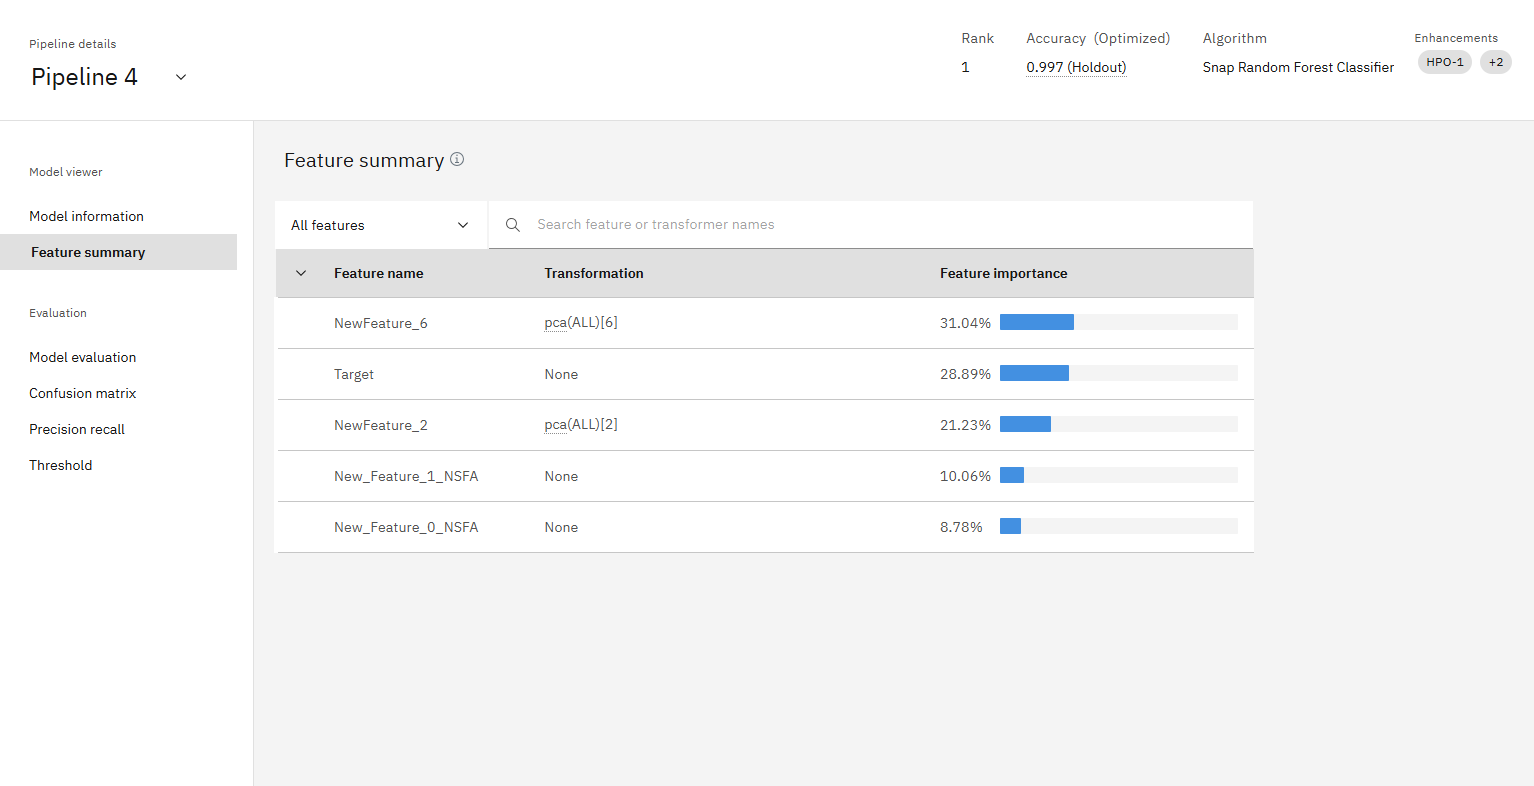 Pipeline details
Pipeline 4
Rank
1
Accuracy (Optimized)
0.997 (Holdout)
Algorithm
Snap Random Forest Classifier
Enhancements
HPO-1 +2
Model viewer
Model information
Feature summary
Evaluation
Model evaluation
Confusion matrix
Precision recall
Threshold
Feature summary
All features Search feature or transformer names
Feature name Transformation Feature importance
NewFeature_6 pca(ALL)[6] 31.04%
Target None 28.89%
NewFeature_2 pca(ALL)[2] 21.23%
New_Feature_1_NSFA None 10.06%
New_Feature_0_NSFA None 8.78%